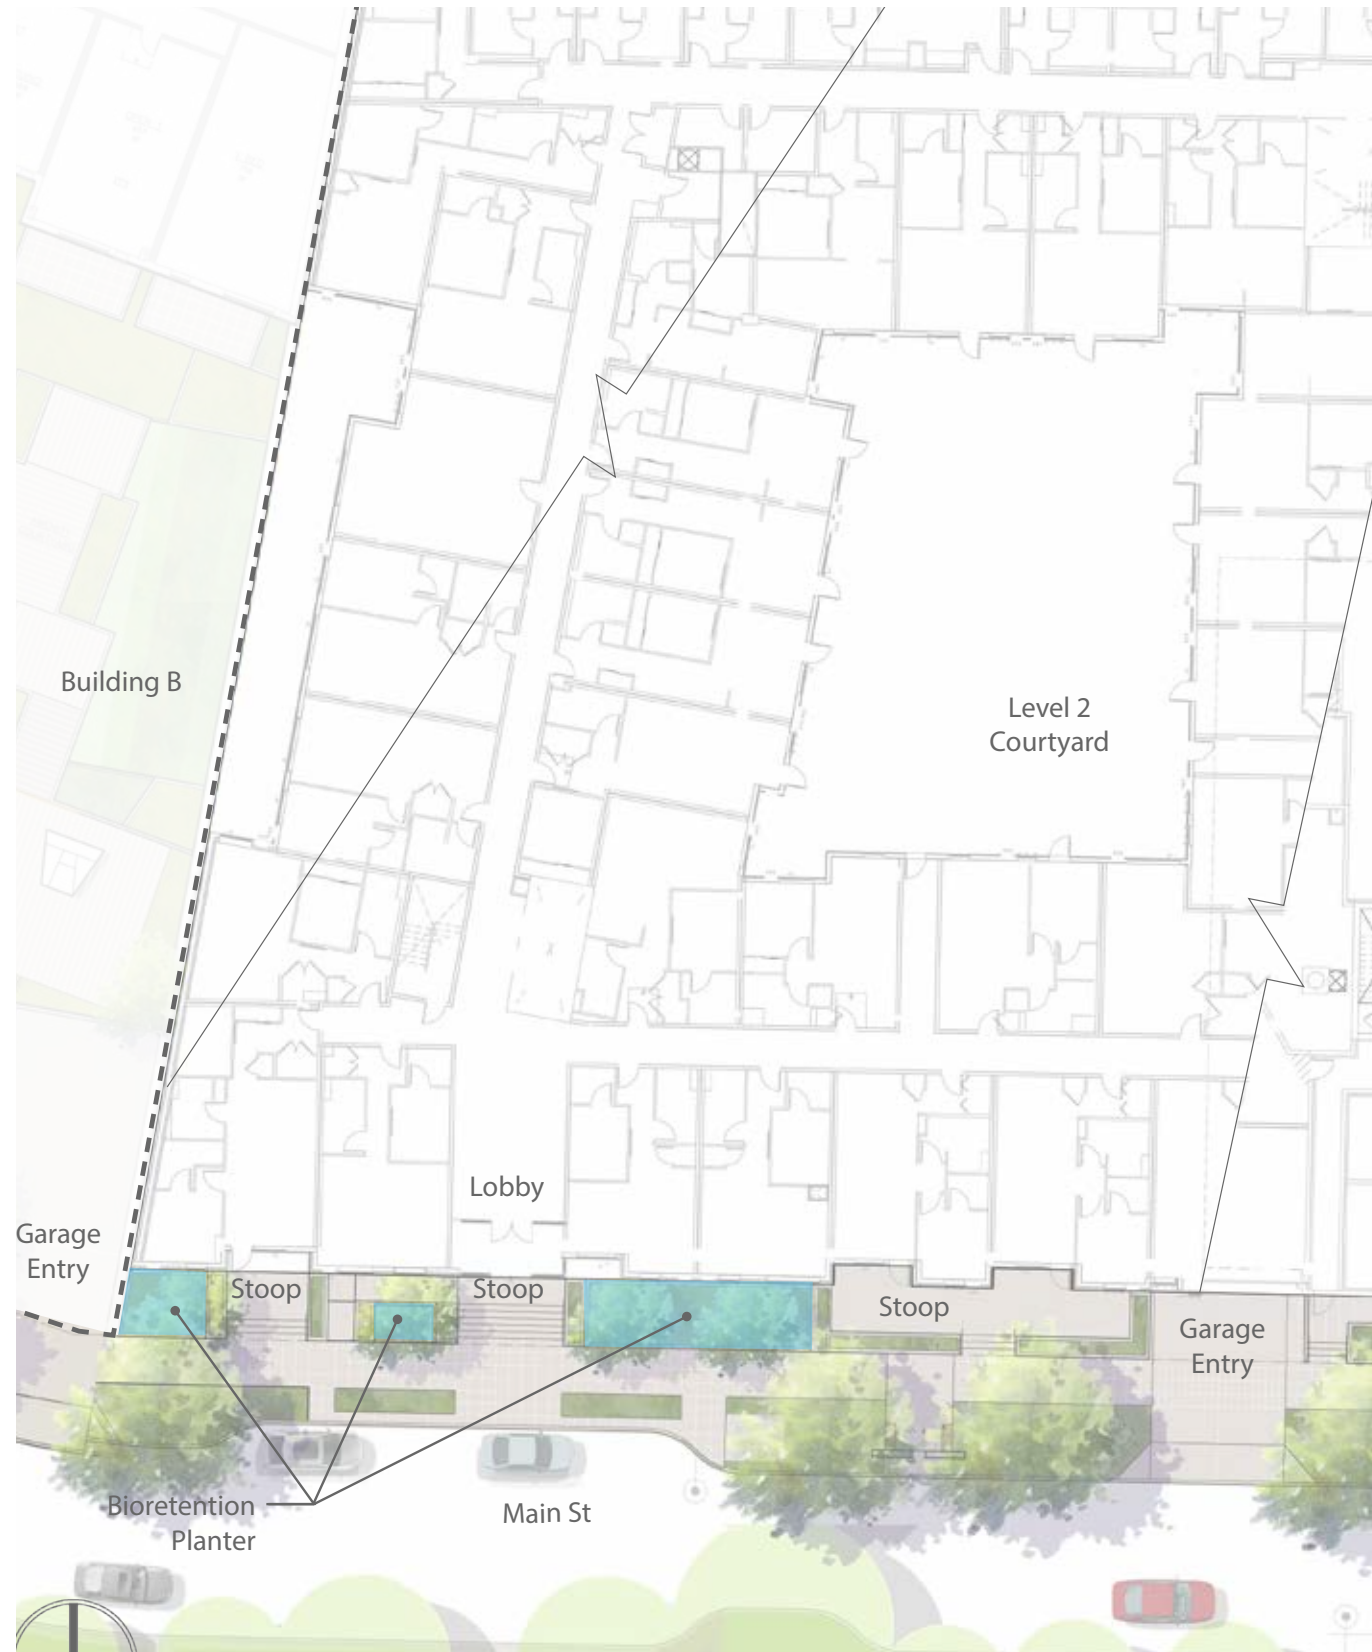 Building B
Level 2
Courtyard
Lobby
Garage
Entry
Stoop
Stoop
Stoop
Garage
Entry
Bioretention
Planter
Main St